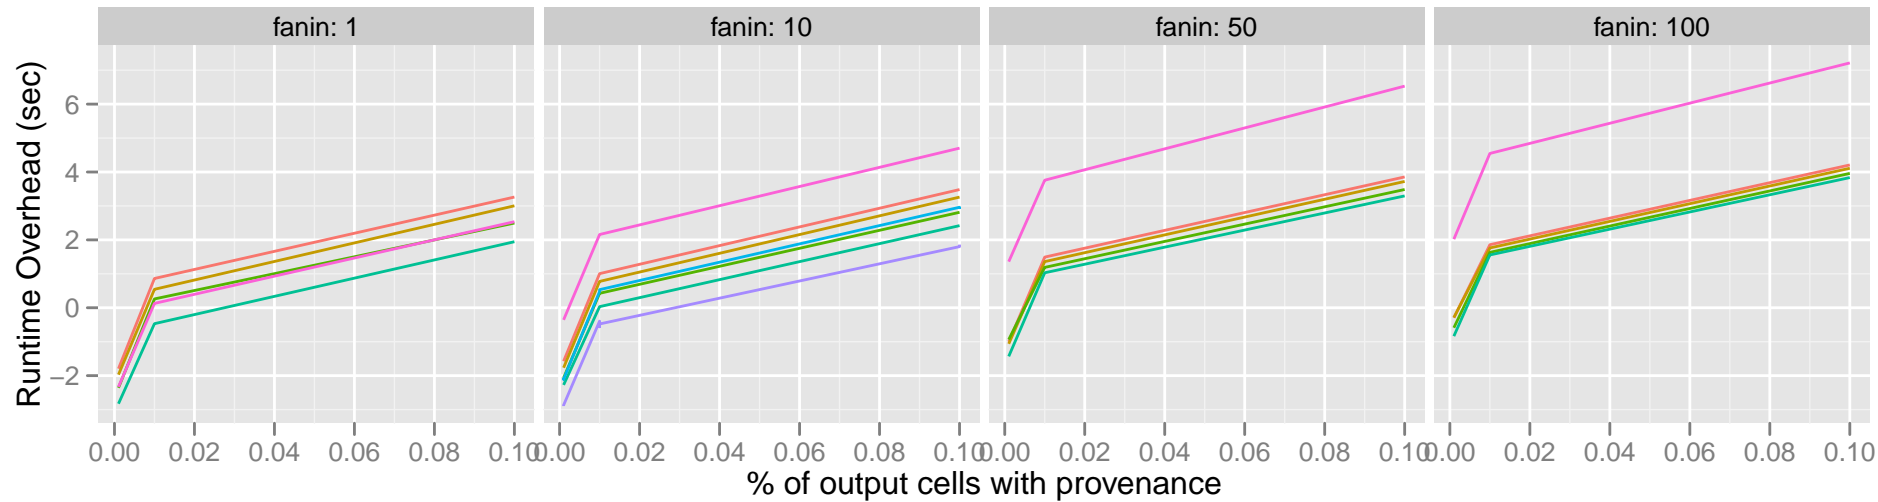 fanin: 1 fanin: 10 fanin: 50 fanin: 100
Runtime Overhead (sec)
6
4
2
0
−2
0.00 0.02 0.04 0.06 0.08 0.10 0.00 0.02 0.04 0.06 0.08 0.10 0.00 0.02 0.04 0.06 0.08 0.10 0.00 0.02 0.04 0.06 0.08 0.10
% of output cells with provenance